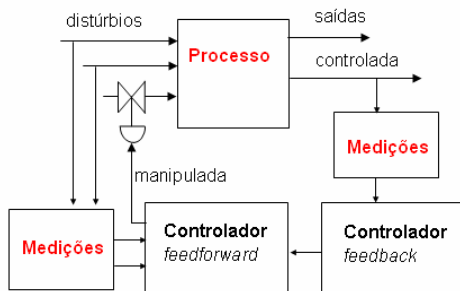 distúrbios
saídas
Processo
controlada
Medições
manipulada
Medições
Controlador
feedforward
Controlador
feedback